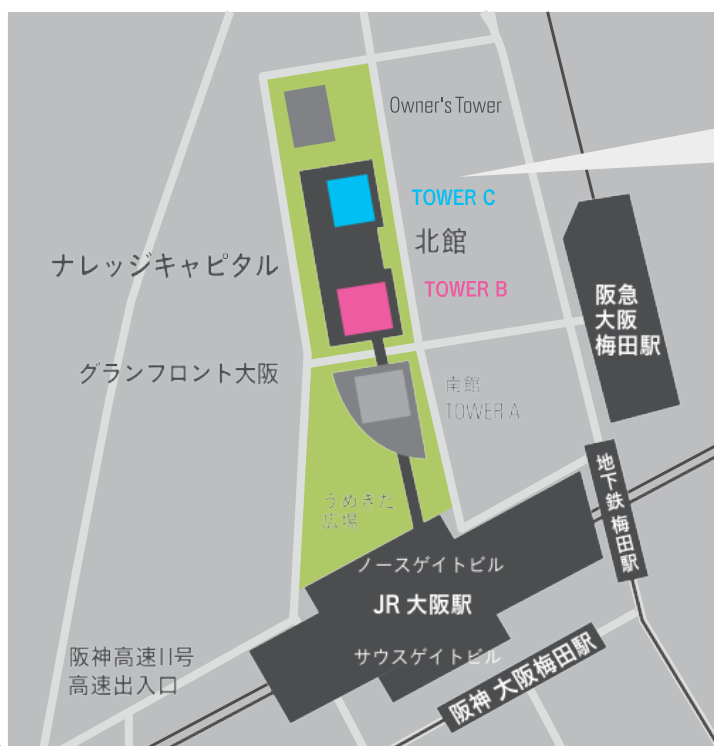 Owner's Tower
TOWER C
北館
ナレッジキャピタル
TOWER B
阪急
大阪
梅田駅
グランフロント大阪
南館
TOWER A
地下鉄 梅田駅
うめきた
広場
ノースゲイトビル
JR 大阪駅
サウスゲイトビル
阪神高速11号
高速出入口
阪神 大阪梅田駅